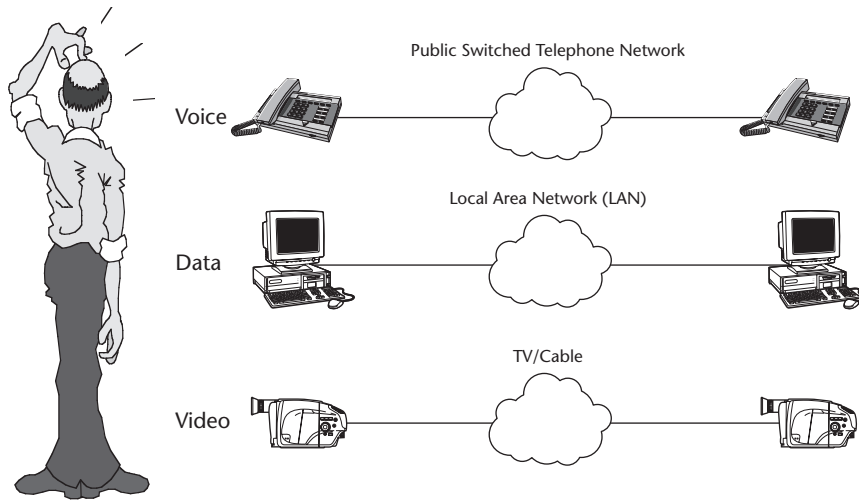 Public Switched Telephone Network
Voice
Local Area Network (LAN)
Data
TV/Cable
Video